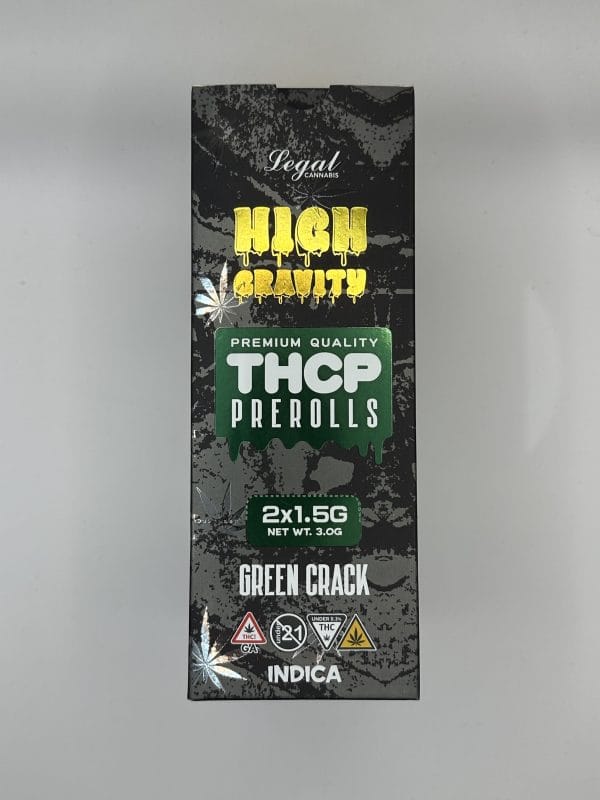 Legal
CANNABIS
HIGH
GRAVITY
PREMIUM QUALITY
THCP
PREROLLS
2x1.5G
NET WT. 3.0G
GREEN CRACK
THC!
GA
under 21
UNDER 0.3%
THC
INDICA